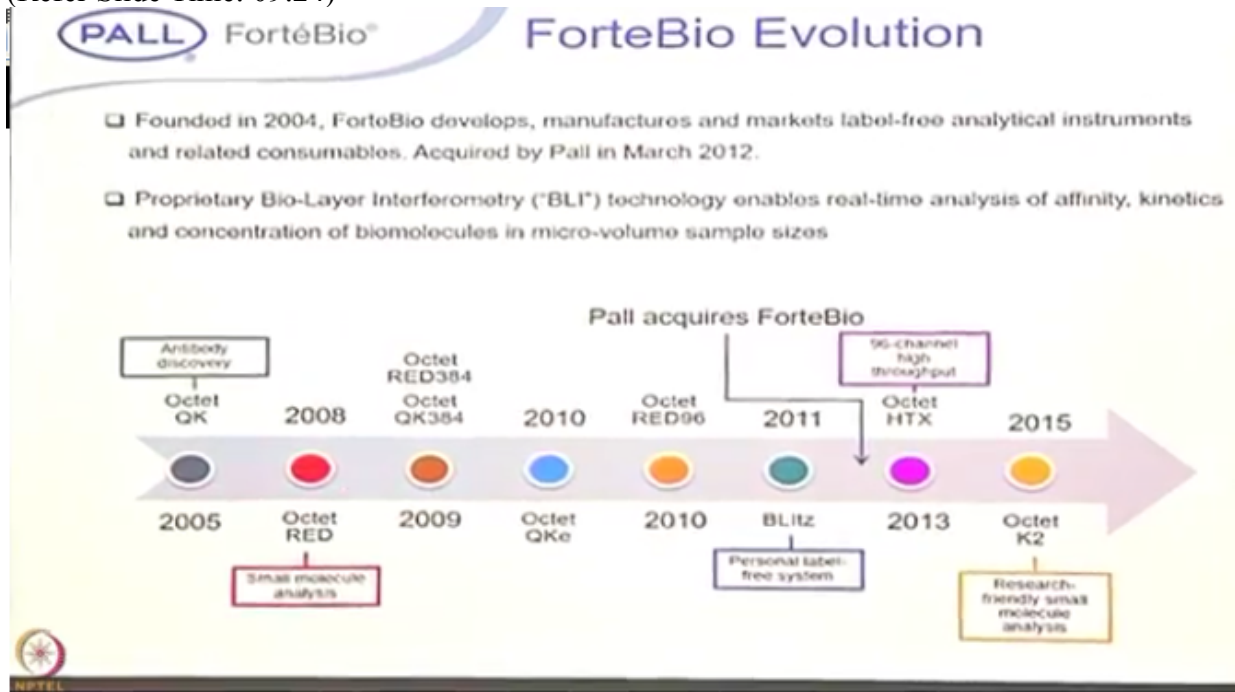 (Refer Slide Time: 09:24)
PALL FortéBio®
ForteBio Evolution
Founded in 2004, ForteBio develops, manufactures and markets label-free analytical instruments
and related consumables. Acquired by Pall in March 2012.
Proprietary Bio-Layer Interferometry ("BLI") technology enables real-time analysis of affinity, kinetics
and concentration of biomolecules in micro-volume sample sizes
Pall acquires ForteBio
Antibody
discovery
Octet
QK
2005
2008
Octet
RED
Small molecule
analysis
Octet
RED384
Octet
QK384
2009
2010
Octet
QKe
Octet
RED96
2010
2011
BLItz
Personal label-
free system
96-channel
high
throughput
Octet
HTX
2013
2015
Octet
K2
Research-
friendly small
molecule
analysis
NPTEL